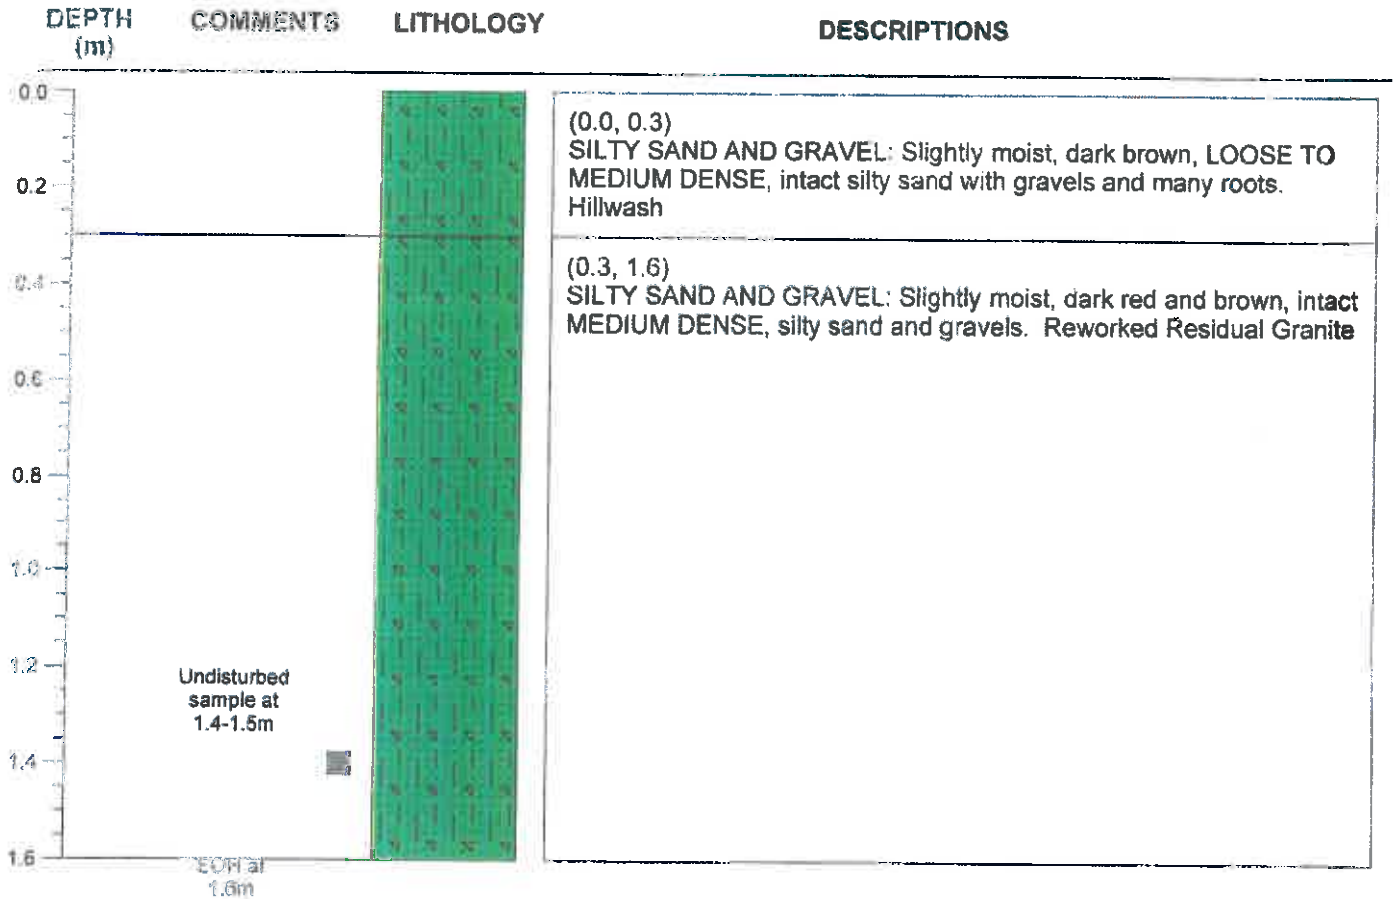 DEPTH
(m)
COMMENTS
LITHOLOGY
DESCRIPTIONS
0.0
0.2
0.4
0.6
0.8
1.0
1.2
1.4
1.6
(0.0, 0.3)
SILTY SAND AND GRAVEL: Slightly moist, dark brown, LOOSE TO
MEDIUM DENSE, intact silty sand with gravels and many roots.
Hillwash
(0.3, 1.6)
SILTY SAND AND GRAVEL: Slightly moist, dark red and brown, intact
MEDIUM DENSE, silty sand and gravels. Reworked Residual Granite
Undisturbed
sample at
1.4-1.5m
EOH at
1.6m